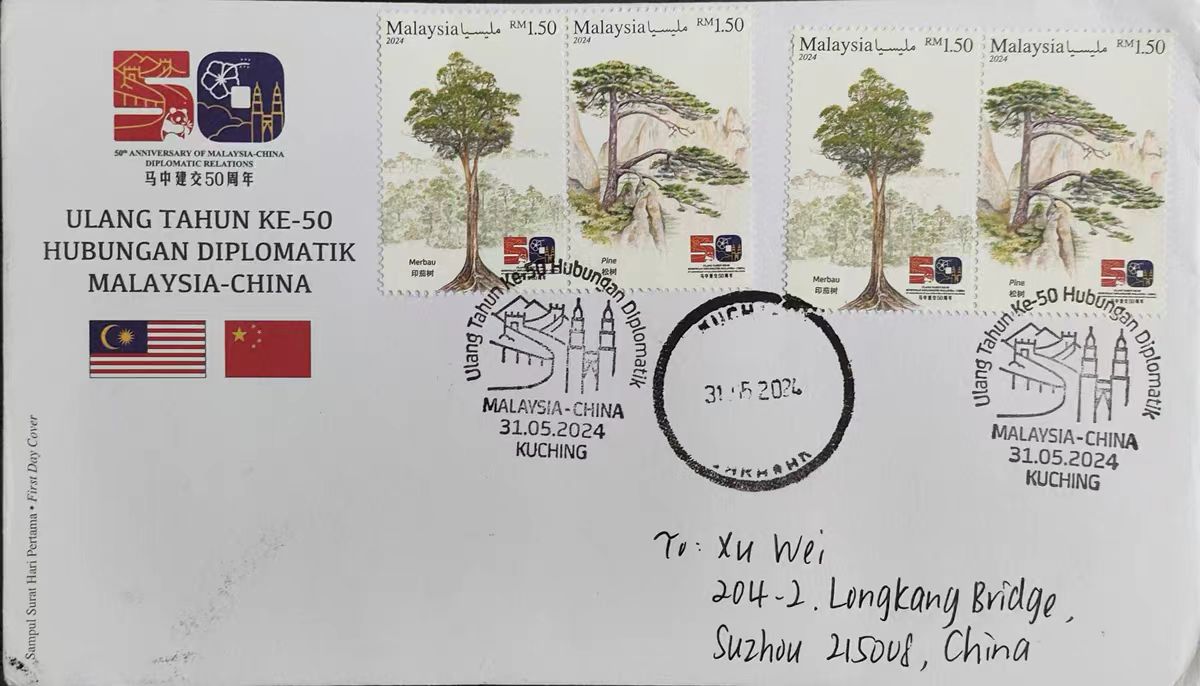 50TH ANNIVERSARY OF MALAYSIA-CHINA
DIPLOMATIC RELATIONS
马中建交50周年
ULANG TAHUN KE-50
HUBUNGAN DIPLOMATIK
MALAYSIA-CHINA
Sampul Surat Hari Pertama • First Day Cover
Malaysia مليسيا RM1.50
2024
Merbau
印茄树
Malaysia مليسيا RM1.50
2024
Pine
松树
Malaysia مليسيا RM1.50
2024
Merbau
印茄树
Malaysia مليسيا RM1.50
2024
Pine
松树
Ulang Tahun Ke-50 Hubungan Diplomatik
MALAYSIA-CHINA
31.05.2024
KUCHING
2024
Ulang Tahun Ke-50 Hubungan Diplomatik
MALAYSIA-CHINA
31.05.2024
KUCHING
To: Xu Wei
204-2. Longkang Bridge,
Suzhou 215008, China